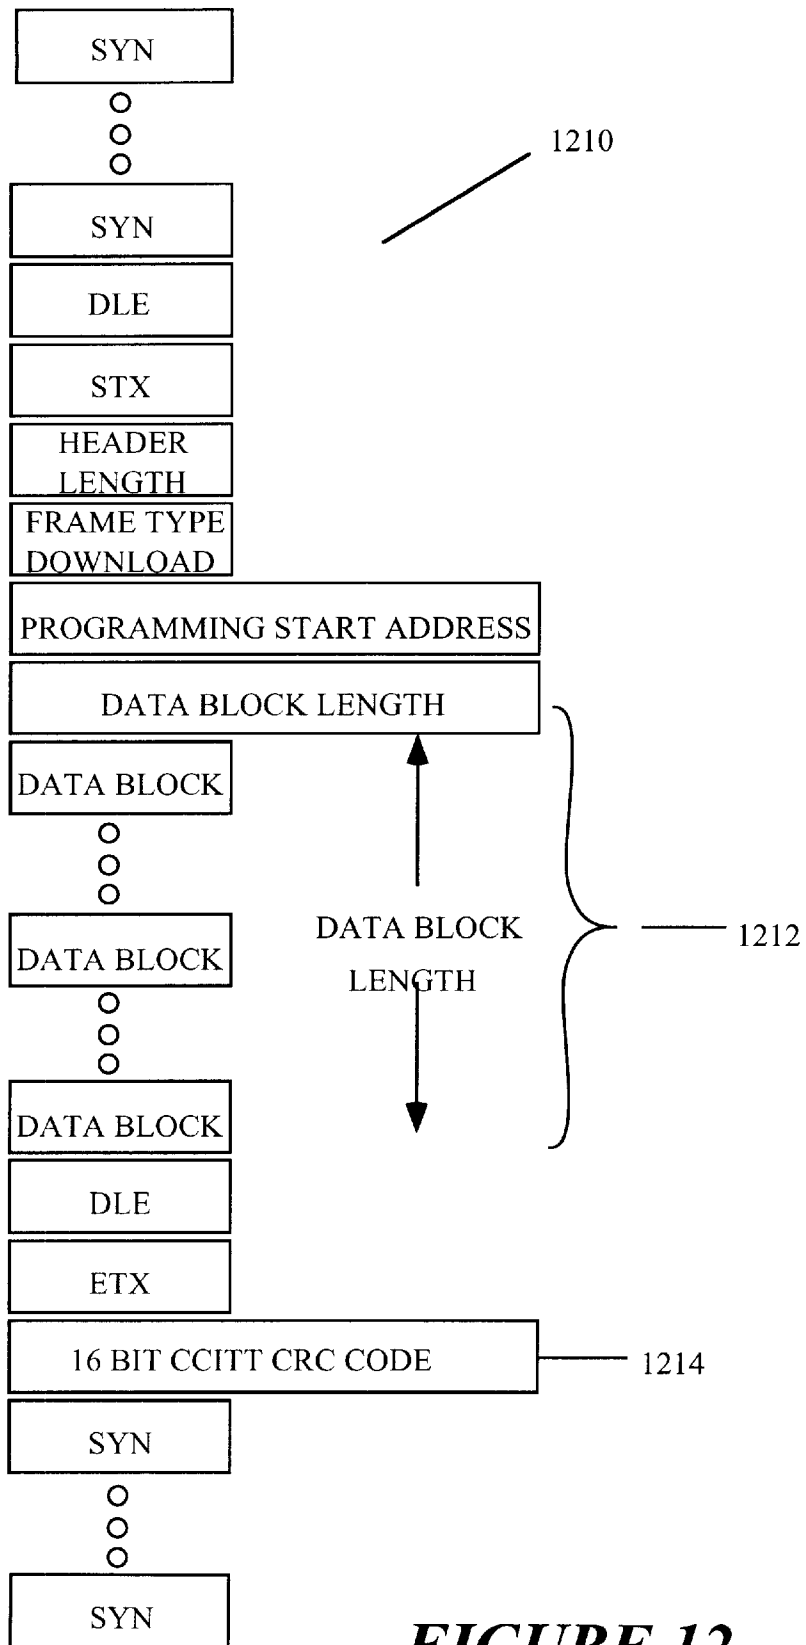 SYN
1210
SYN
DLE
STX
HEADER
LENGTH
FRAME TYPE
DOWNLOAD
PROGRAMMING START ADDRESS
DATA BLOCK LENGTH
DATA BLOCK
DATA BLOCK
LENGTH
1212
DATA BLOCK
DATA BLOCK
DLE
ETX
16 BIT CCITT CRC CODE
1214
SYN
SYN
FIGURE 12